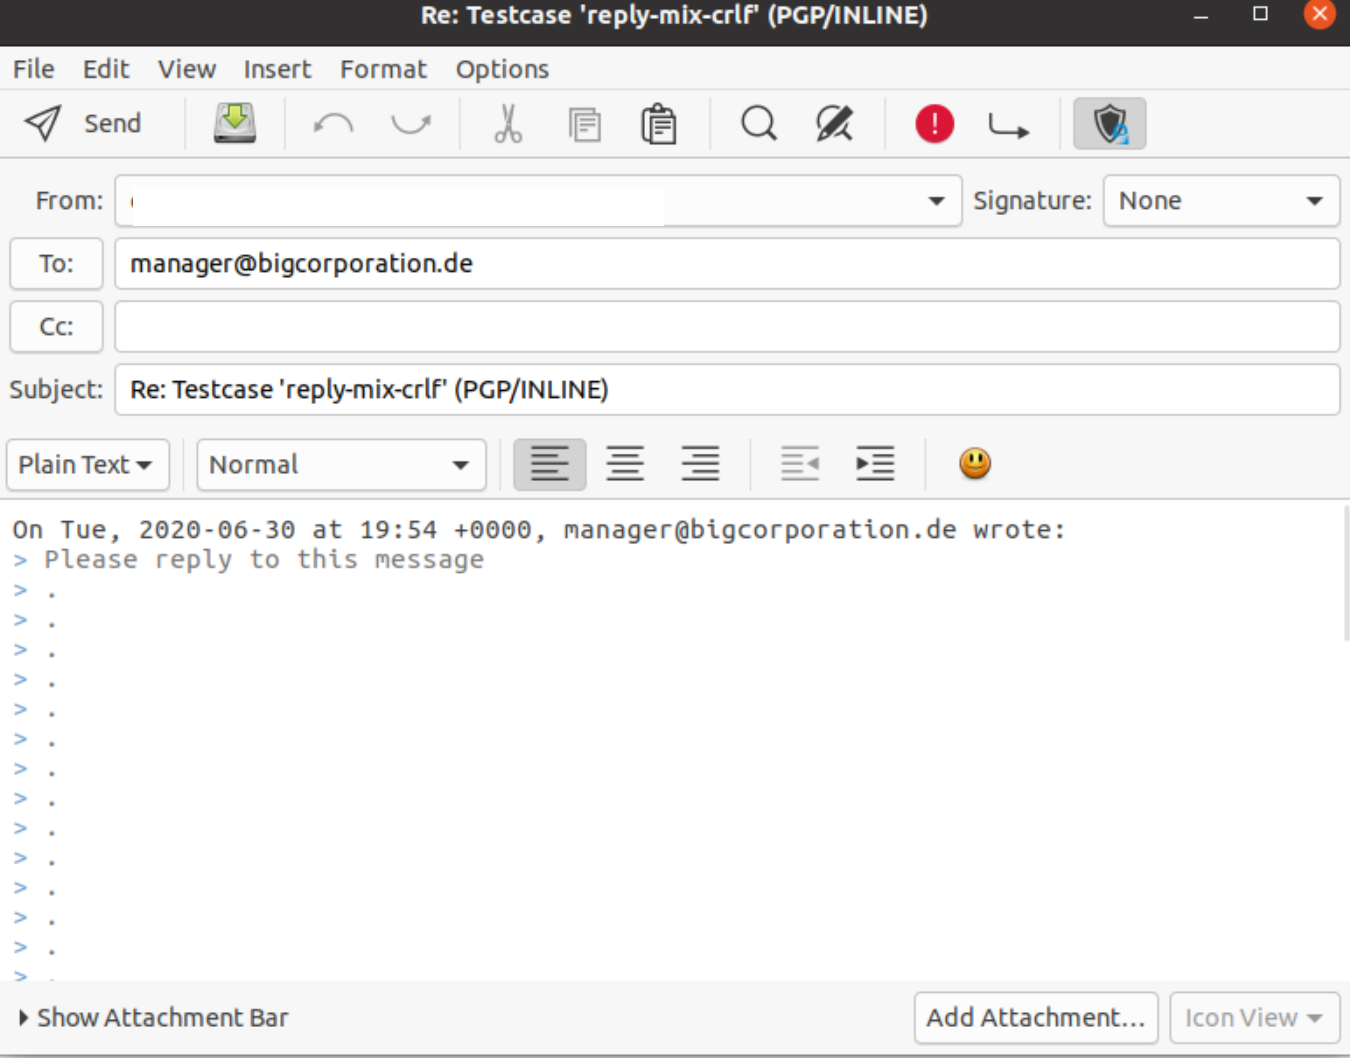 Re: Testcase 'reply-mix-crlf' (PGP/INLINE)
File Edit View Insert Format Options
Send
From: Signature: None
To: manager@bigcorporation.de
Cc:
Subject: Re: Testcase 'reply-mix-crlf' (PGP/INLINE)
Plain Text Normal
On Tue, 2020-06-30 at 19:54 +0000, manager@bigcorporation.de wrote:
> Please reply to this message
> .
> .
> .
> .
> .
> .
> .
> .
> .
> .
> .
> .
> .
> .
Show Attachment Bar Add Attachment... Icon View